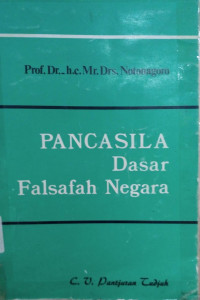 Prof. Dr. h.c. Mr. Drs. Notonagoro
PANCASILA
Dasar
Falsafah Negara
C. V. Pantjuran Tudjuh